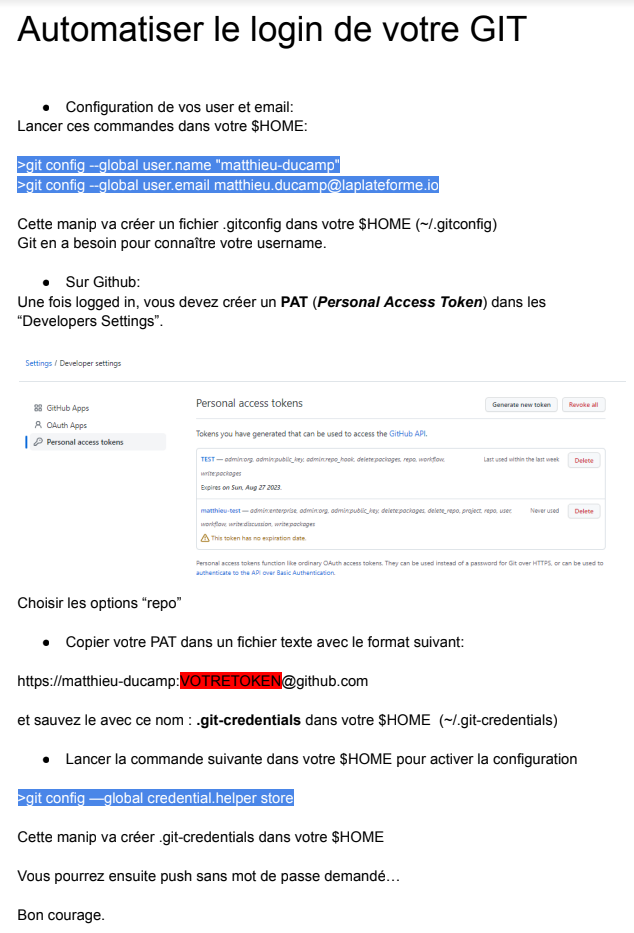 Automatiser le login de votre GIT
● Configuration de vos user et email:
Lancer ces commandes dans votre $HOME:
>git config --global user.name "matthieu-ducamp"
>git config --global user.email matthieu.ducamp@laplateforme.io
Cette manip va créer un fichier .gitconfig dans votre $HOME (~/.gitconfig)
Git en a besoin pour connaître votre username.
● Sur Github:
Une fois logged in, vous devez créer un PAT (Personal Access Token) dans les
“Developers Settings”.
Settings / Developer settings
GitHub Apps
OAuth Apps
Personal access tokens
Personal access tokens
Generate new token
Revoke all
Tokens you have generated that can be used to access the GitHub API.
TEST — admin:org, admin:public_key, admin:repo_hook, delete:packages, repo, workflow,
write:packages
Last used within the last week
Delete
Expires on Sun, Aug 27 2023.
matthieu-test — admin:enterprise, admin:org, admin:public_key, delete:packages, delete_repo, project, repo, user,
workflow, write:discussion, write:packages
Never used
Delete
This token has no expiration date.
Personal access tokens function like ordinary OAuth access tokens. They can be used instead of a password for Git over HTTPS, or can be used to
authenticate to the API over Basic Authentication.
Choisir les options “repo”
● Copier votre PAT dans un fichier texte avec le format suivant:
https://matthieu-ducamp:VOTRETOKEN@github.com
et sauvez le avec ce nom : .git-credentials dans votre $HOME (~/.git-credentials)
● Lancer la commande suivante dans votre $HOME pour activer la configuration
>git config —global credential.helper store
Cette manip va créer .git-credentials dans votre $HOME
Vous pourrez ensuite push sans mot de passe demandé…
Bon courage.